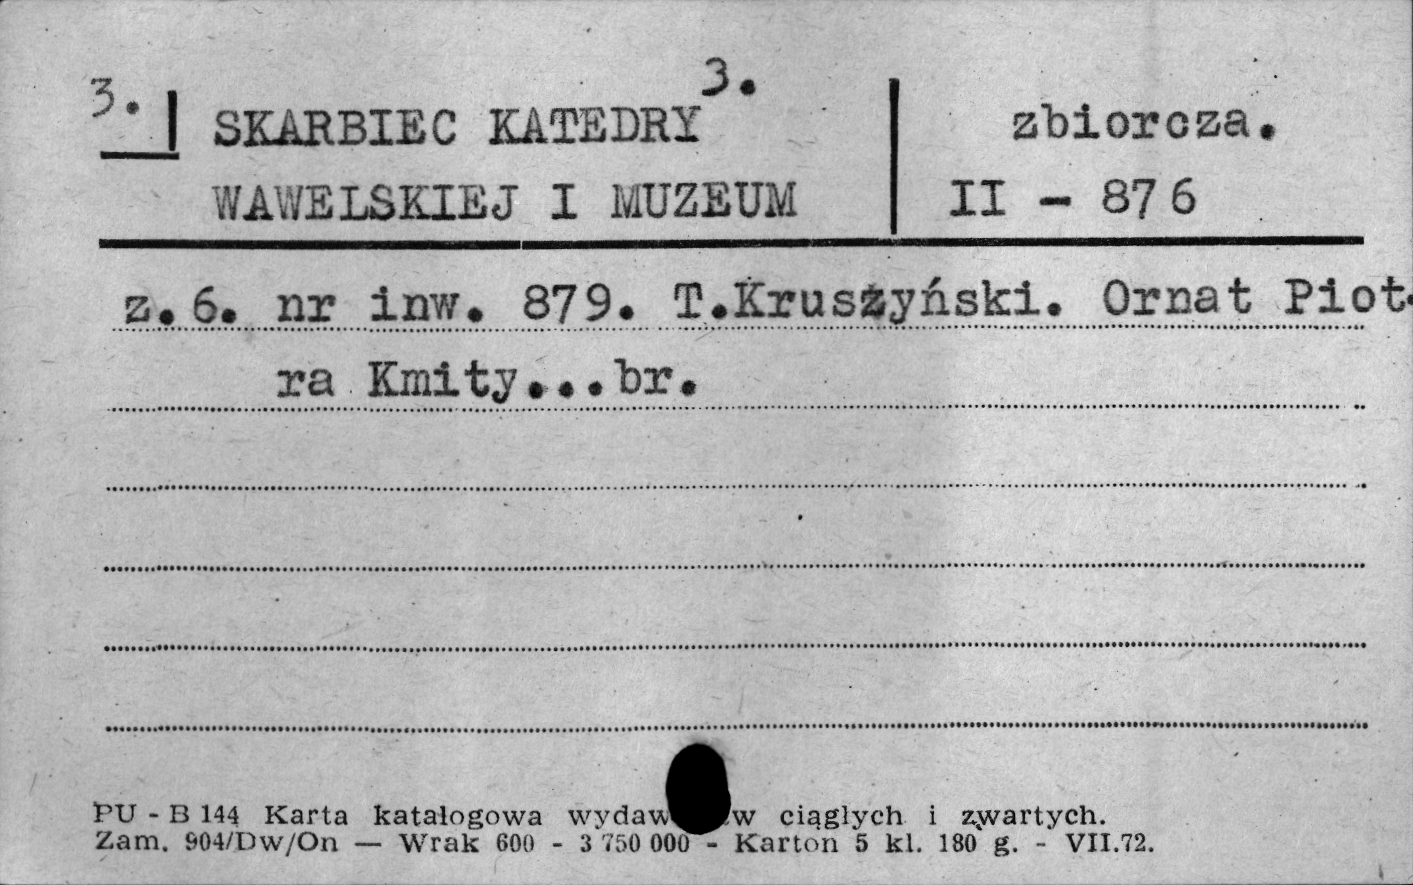 3. 3.
SKARBIEC KATEDRY zbiorcza.
WAWELSKIEJ I MUZEUM II - 876
z.6. nr inw. 879. T.Kruszyński. Ornat Piot-
ra Kmity...br.
PU - B 144 Karta katalogowa ciągłych i zwartych.
Zam. 904/Dw/On — Wrak 600 - 3 750 000 - Karton 5 kl. 180 g. - VII.72.